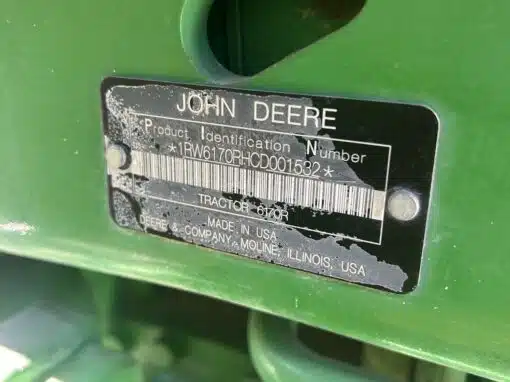 JOHN DEERE
Product Identification Number
*1RW6170RHCD001532*
TRACTOR 6170R
MADE IN USA
DEERE & COMPANY MOLINE, ILLINOIS, USA